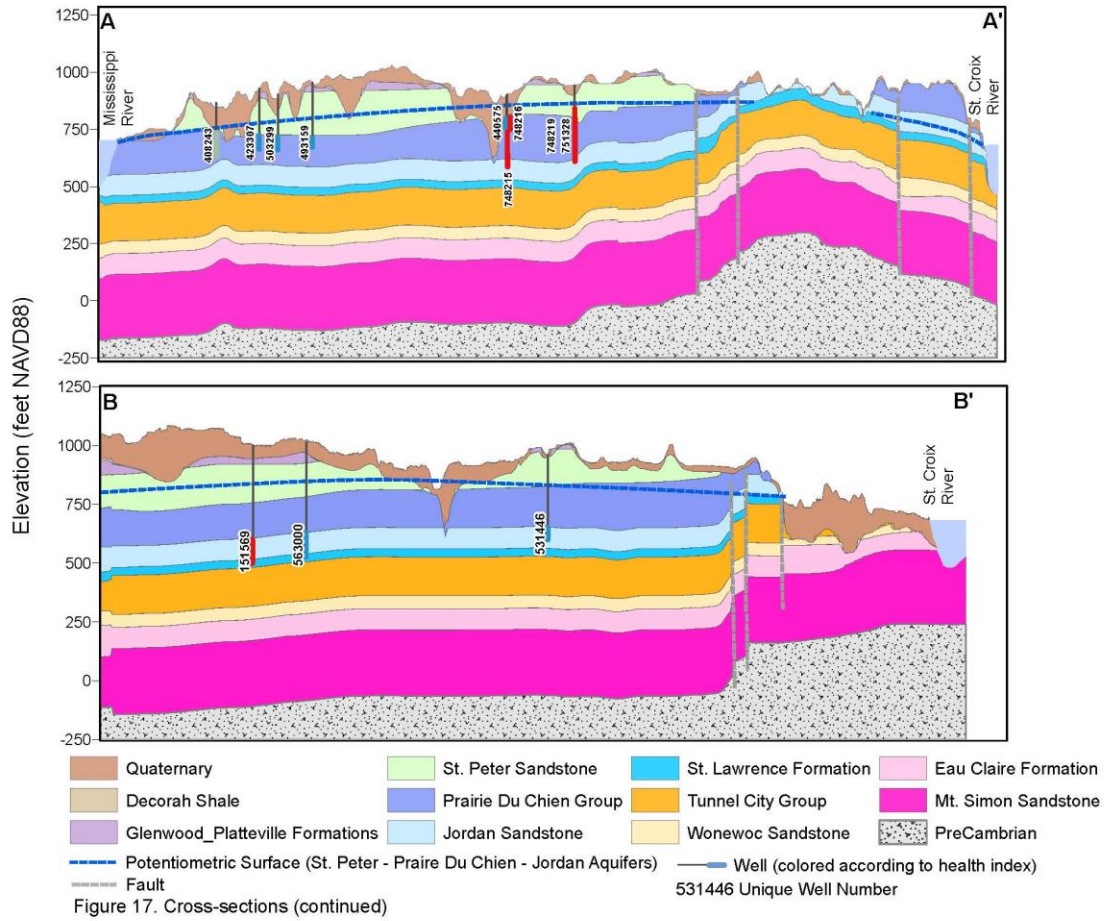 Elevation (feet NAVD88)
A
A'
1250
1000
750
500
250
0
-250
Mississippi
River
St. Croix
River
408243
423307
503299
493159
440575
748216
748215
748219
751328
B
B'
1250
1000
750
500
250
0
-250
St. Croix
River
151569
563000
531446
Quaternary
St. Peter Sandstone
St. Lawrence Formation
Eau Claire Formation
Decorah Shale
Prairie Du Chien Group
Tunnel City Group
Mt. Simon Sandstone
Glenwood_Platteville Formations
Jordan Sandstone
Wonewoc Sandstone
PreCambrian
Potentiometric Surface (St. Peter - Praire Du Chien - Jordan Aquifers)
Well (colored according to health index)
Fault
531446 Unique Well Number
Figure 17. Cross-sections (continued)